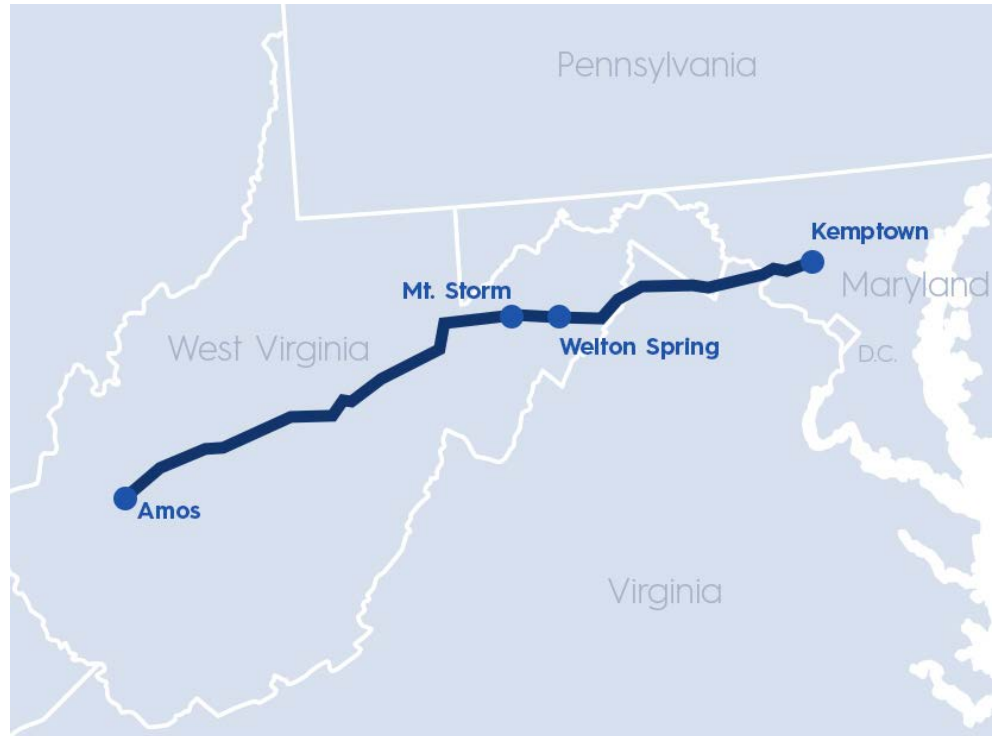 Pennsylvania
Kemptown
Mt. Storm
Maryland
West Virginia
Welton Spring
D.C.
Amos
Virginia